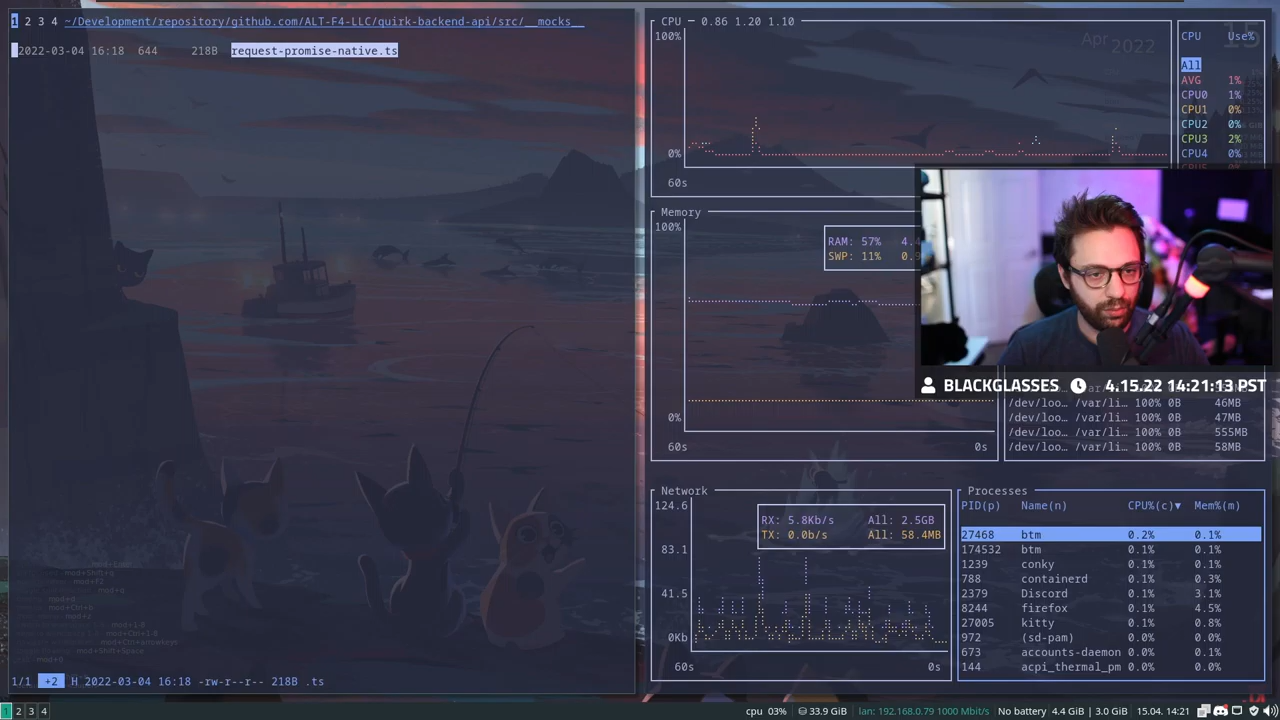 1 2 3 4 ~/Development/repository/github.com/ALT-F4-LLC/quirk-backend-api/src/__mocks__
2022-03-04 16:18 644 218B request-promise-native.ts
1/1 +2 H 2022-03-04 16:18 -rw-r--r-- 218B .ts
CPU 0.86 1.20 1.10
100%
0%
60s
Apr 2022
15
CPU Use%
All
AVG 1%
CPU0 1%
CPU1 0%
CPU2 0%
CPU3 2%
CPU4 0%
Memory
100%
RAM: 57% 4.
SWP: 11% 0.
0%
60s 0s
BLACKGLASSES 4.15.22 14:21:13 PST
/dev/loo… /var/li… 100% 0B 46MB
/dev/loo… /var/li… 100% 0B 47MB
/dev/loo… /var/li… 100% 0B 555MB
/dev/loo… /var/li… 100% 0B 58MB
Network
124.6
83.1
41.5
0Kb
60s 0s
RX: 5.8Kb/s All: 2.5GB
TX: 0.0b/s All: 58.4MB
Processes
PID(p) Name(n) CPU%(c)▼ Mem%(m)
27468 btm 0.2% 0.1%
174532 btm 0.1% 0.1%
1239 conky 0.1% 0.1%
788 containerd 0.1% 0.3%
2379 Discord 0.1% 3.1%
8244 firefox 0.1% 4.5%
27005 kitty 0.1% 0.8%
972 (sd-pam) 0.0% 0.0%
673 accounts-daemon 0.0% 0.1%
144 acpi_thermal_pm 0.0% 0.0%
1 2 3 4
cpu 03% 33.9 GiB lan: 192.168.0.79 1000 Mbit/s No battery 4.4 GiB | 3.0 GiB 15.04. 14:21